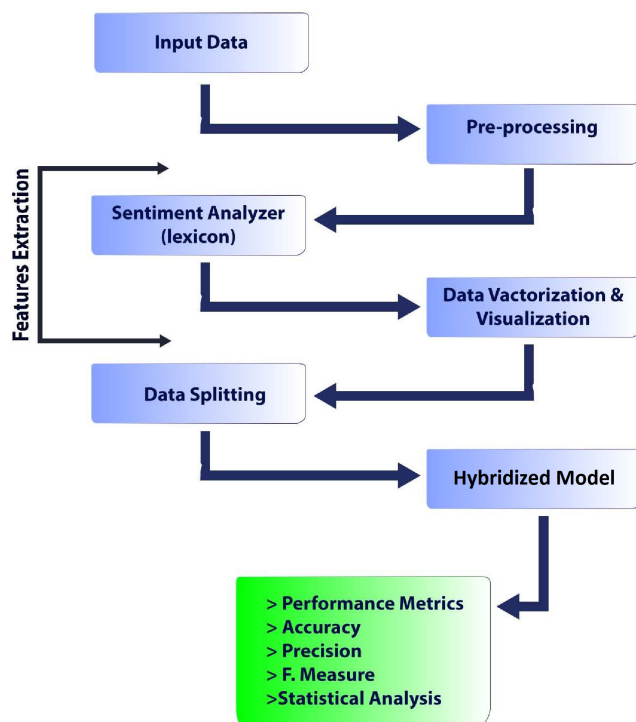 Input Data
Pre-processing
Features Extraction
Sentiment Analyzer
(lexicon)
Data Vactorization &
Visualization
Data Splitting
Hybridized Model
> Performance Metrics
> Accuracy
> Precision
> F. Measure
>Statistical Analysis